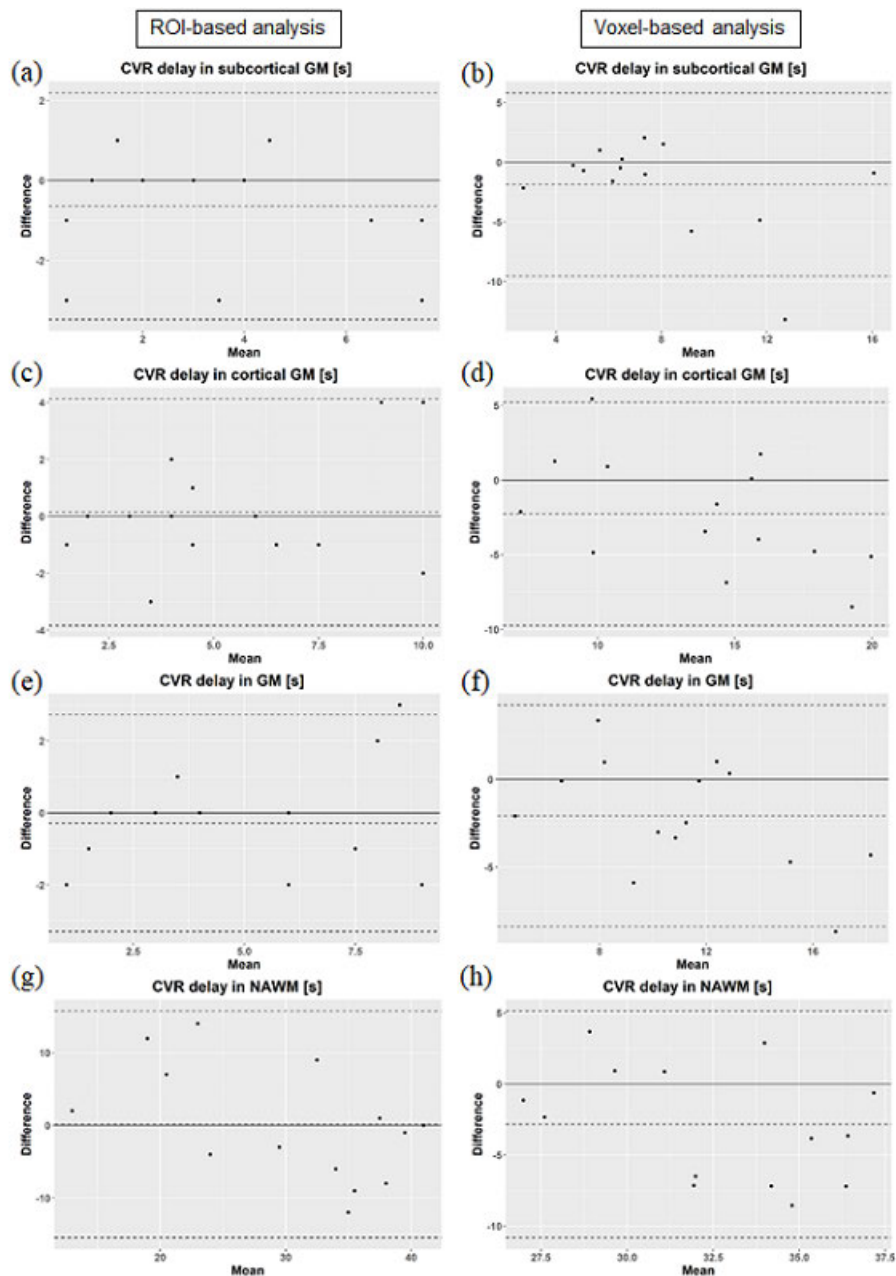 ROI-based analysis
Voxel-based analysis
(a)
CVR delay in subcortical GM [s]
2
0
-2
Difference
2
4
6
Mean
(b)
CVR delay in subcortical GM [s]
5
0
-5
-10
Difference
4
8
12
16
Mean
(c)
CVR delay in cortical GM [s]
4
2
0
-2
-4
Difference
2.5
5.0
7.5
10.0
Mean
(d)
CVR delay in cortical GM [s]
5
0
-5
-10
Difference
10
15
20
Mean
(e)
CVR delay in GM [s]
2
0
-2
Difference
2.5
5.0
7.5
Mean
(f)
CVR delay in GM [s]
0
-5
Difference
8
12
16
Mean
(g)
CVR delay in NAWM [s]
10
0
-10
Difference
20
30
40
Mean
(h)
CVR delay in NAWM [s]
5
0
-5
-10
Difference
27.5
30.0
32.5
35.0
37.5
Mean